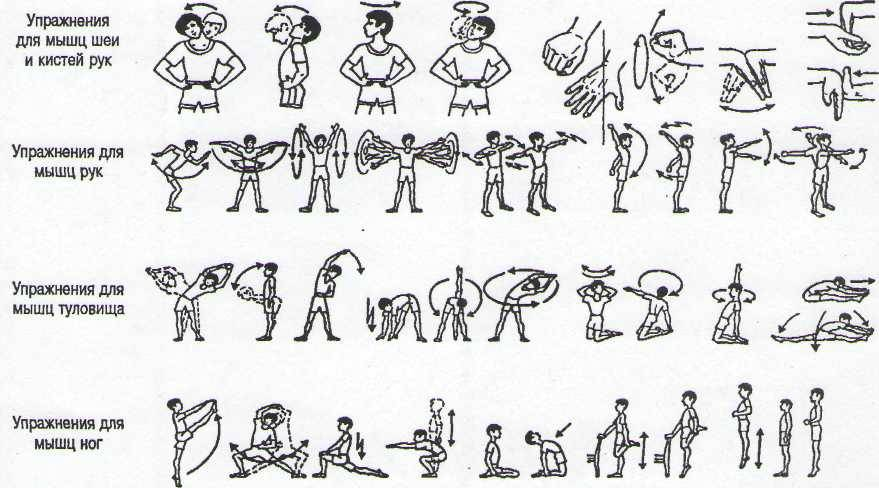 Упражнения
для мышц шеи
и кистей рук
Упражнения для
мышц рук
Упражнения для
мышц туловища
Упражнения для
мышц ног